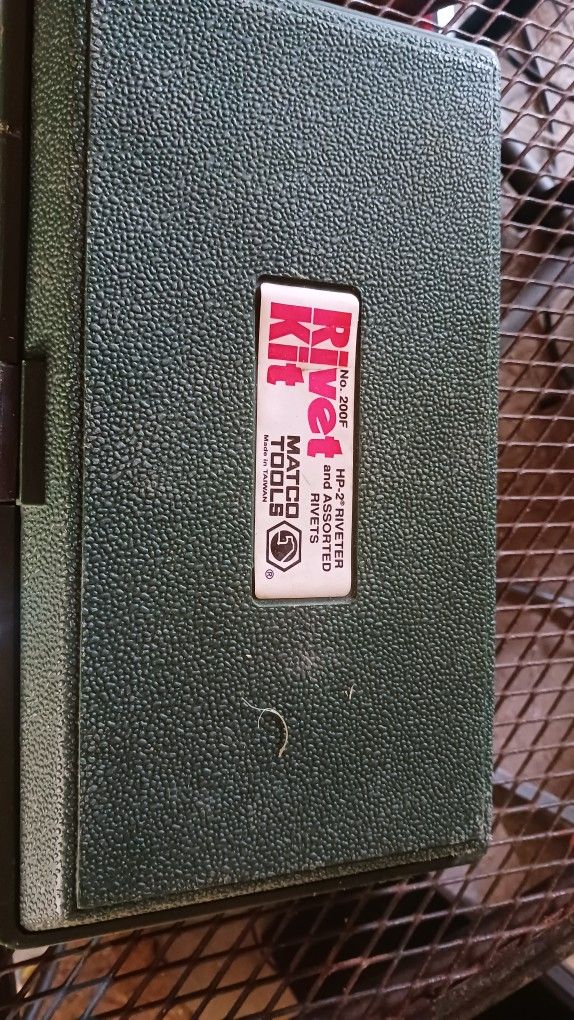 No. 200F
Rivet
Kit
HP-2® RIVETER
and ASSORTED
RIVETS
MATCO
TOOLS ®
Made in TAIWAN